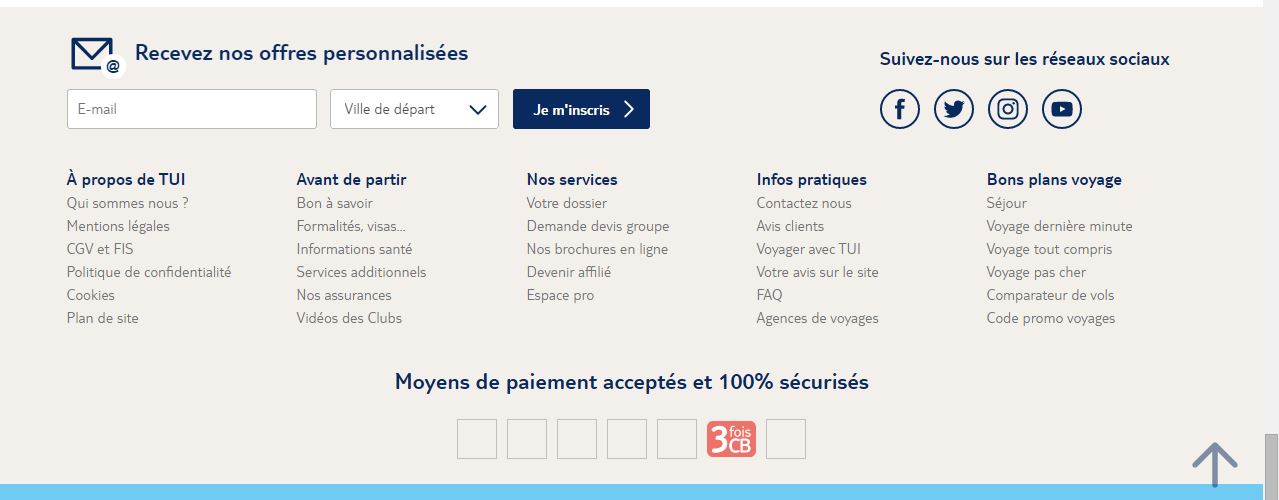 Recevez nos offres personnalisées
@
Suivez-nous sur les réseaux sociaux
E-mail
Ville de départ
Je m'inscris
À propos de TUI
Qui sommes nous ?
Mentions légales
CGV et FIS
Politique de confidentialité
Cookies
Plan de site
Avant de partir
Bon à savoir
Formalités, visas...
Informations santé
Services additionnels
Nos assurances
Vidéos des Clubs
Nos services
Votre dossier
Demande devis groupe
Nos brochures en ligne
Devenir affilié
Espace pro
Infos pratiques
Contactez nous
Avis clients
Voyager avec TUI
Votre avis sur le site
FAQ
Agences de voyages
Bons plans voyage
Séjour
Voyage dernière minute
Voyage tout compris
Voyage pas cher
Comparateur de vols
Code promo voyages
Moyens de paiement acceptés et 100% sécurisés
3 fois CB